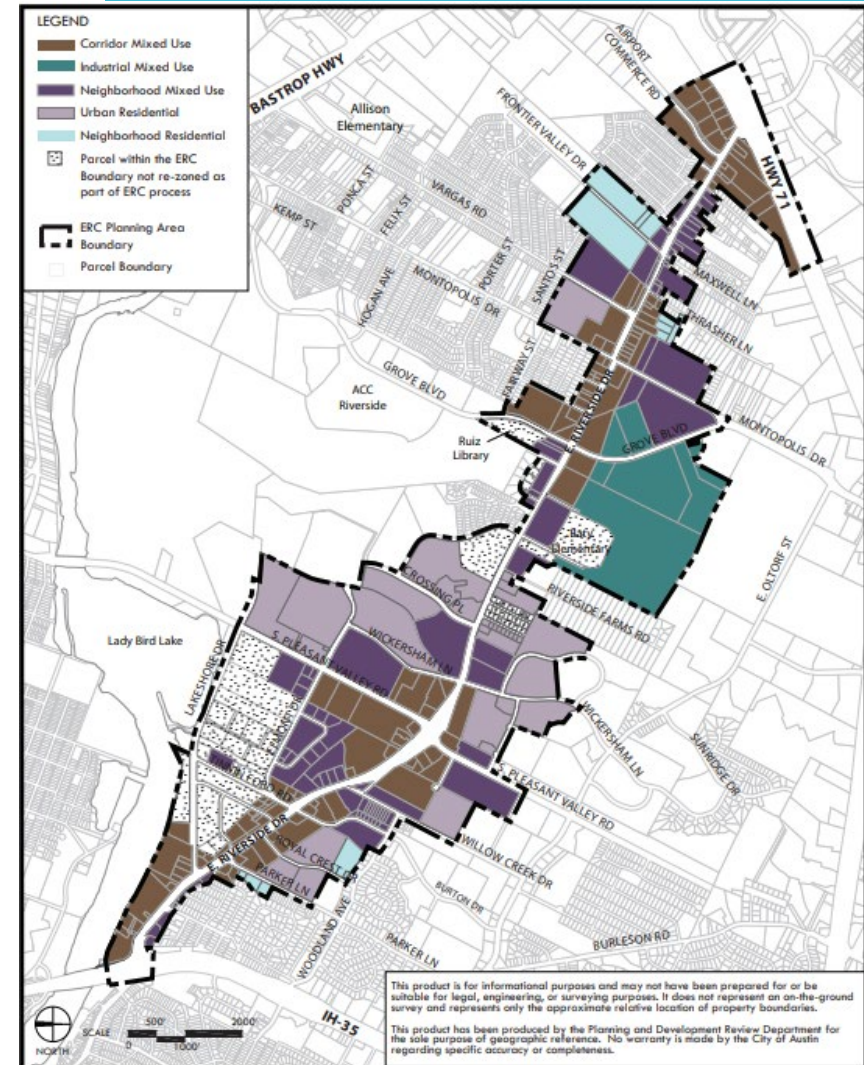 LEGEND
Corridor Mixed Use
Industrial Mixed Use
Neighborhood Mixed Use
Urban Residential
Neighborhood Residential
Parcel within the ERC
Boundary not re-zoned as
part of ERC process
ERC Planning Area
Boundary
Parcel Boundary
BASTROP HWY
AIRPORT
COMMERCE RD
Allison
Elementary
FRONTIER VALLEY DR
HWY 71
PONCA ST
VARGAS RD
KEMP ST
FELIX ST
PORTER ST
SANTOS ST
MAXWELL LN
HOGAN AVE
MONTOPOLIS DR
THRASHER LN
FAIRWAY ST
GROVE BLVD
ACC
Riverside
E. RIVERSIDE DR
MONTOPOLIS DR
Ruiz
Library
GROVE BLVD
Baty
Elementary
E. OLTORF ST
CROSSING PL
RIVERSIDE FARMS RD
Lady Bird Lake
LAKESHORE DR
S. PLEASANT VALLEY RD
WICKERSHAM LN
WICKERSHAM LN
SUNRIDGE DR
ELMONT DR
TINNIN FORD RD
S. PLEASANT VALLEY RD
E. RIVERSIDE DR
ROYAL CREST DR
WILLOW CREEK DR
PARKER LN
BURTON DR
WOODLAND AVE
PARKER LN
BURLESON RD
IH-35
NORTH
SCALE
500'
2000'
0
1000'
This product is for informational purposes and may not have been prepared for or be
suitable for legal, engineering, or surveying purposes. It does not represent an on-the-ground
survey and represents only the approximate relative location of property boundaries.
This product has been produced by the Planning and Development Review Department for
the sole purpose of geographic reference. No warranty is made by the City of Austin
regarding specific accuracy or completeness.